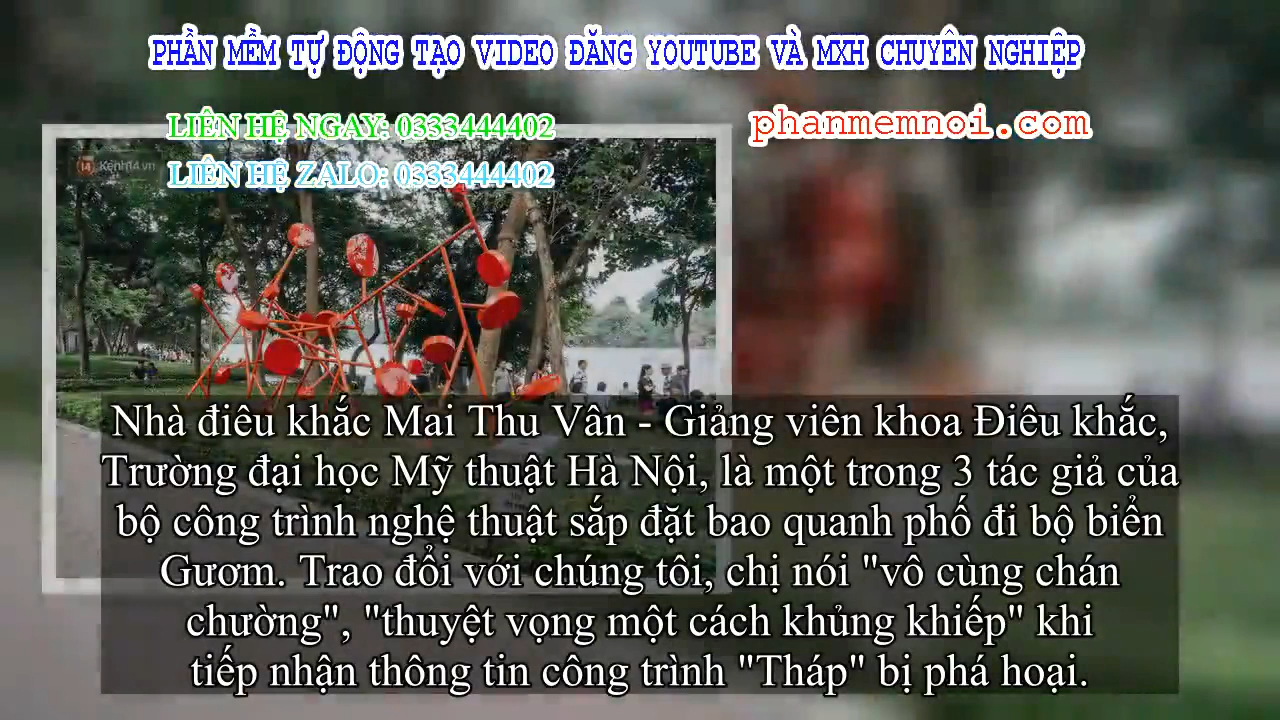 PHẦN MỀM TỰ ĐỘNG TẠO VIDEO ĐĂNG YOUTUBE VÀ MXH CHUYÊN NGHIỆP
LIÊN HỆ NGAY: 0333444402
phanmemnoi.com
14 Kenh14.vn
LIÊN HỆ ZALO: 0333444402
Nhà điêu khắc Mai Thu Vân - Giảng viên khoa Điêu khắc,
Trường đại học Mỹ thuật Hà Nội, là một trong 3 tác giả của
bộ công trình nghệ thuật sắp đặt bao quanh phố đi bộ biển
Gươm. Trao đổi với chúng tôi, chị nói "vô cùng chán
chường", "thuyệt vọng một cách khủng khiếp" khi
tiếp nhận thông tin công trình "Tháp" bị phá hoại.